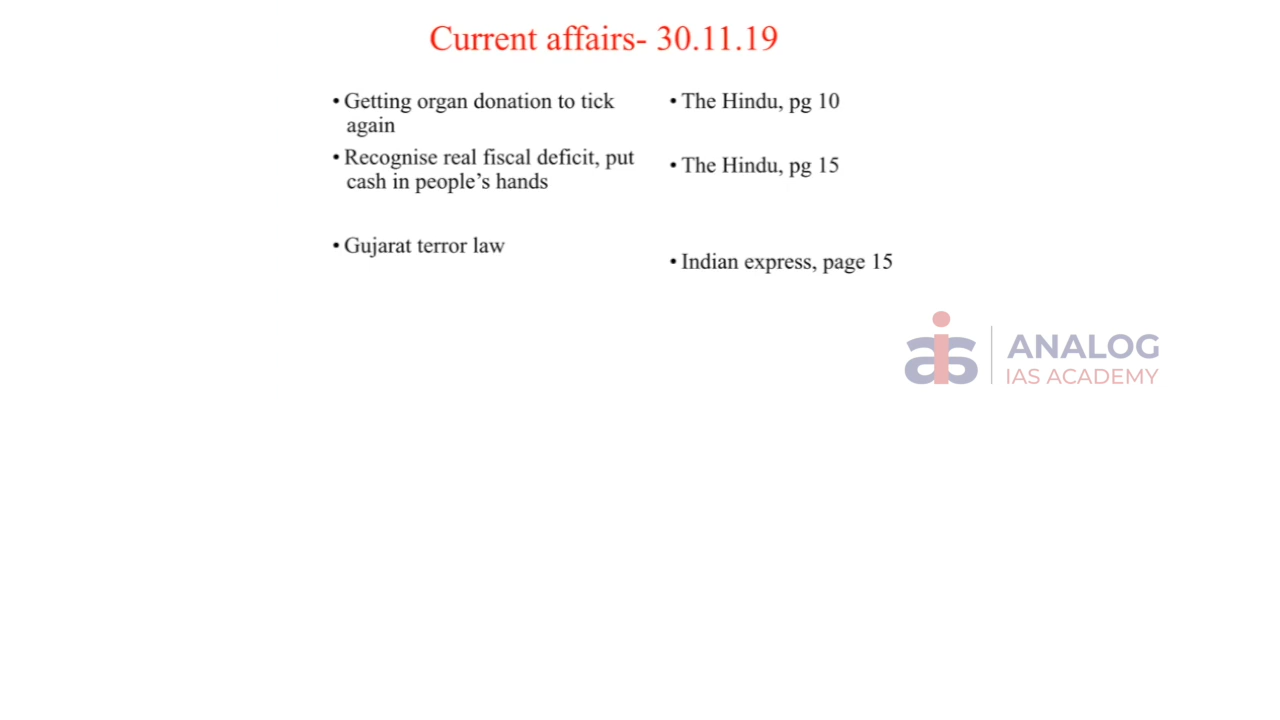 Current affairs- 30.11.19
• Getting organ donation to tick
again
• Recognise real fiscal deficit, put
cash in people's hands
• Gujarat terror law
• The Hindu, pg 10
• The Hindu, pg 15
• Indian express, page 15
ais
ANALOG
IAS ACADEMY